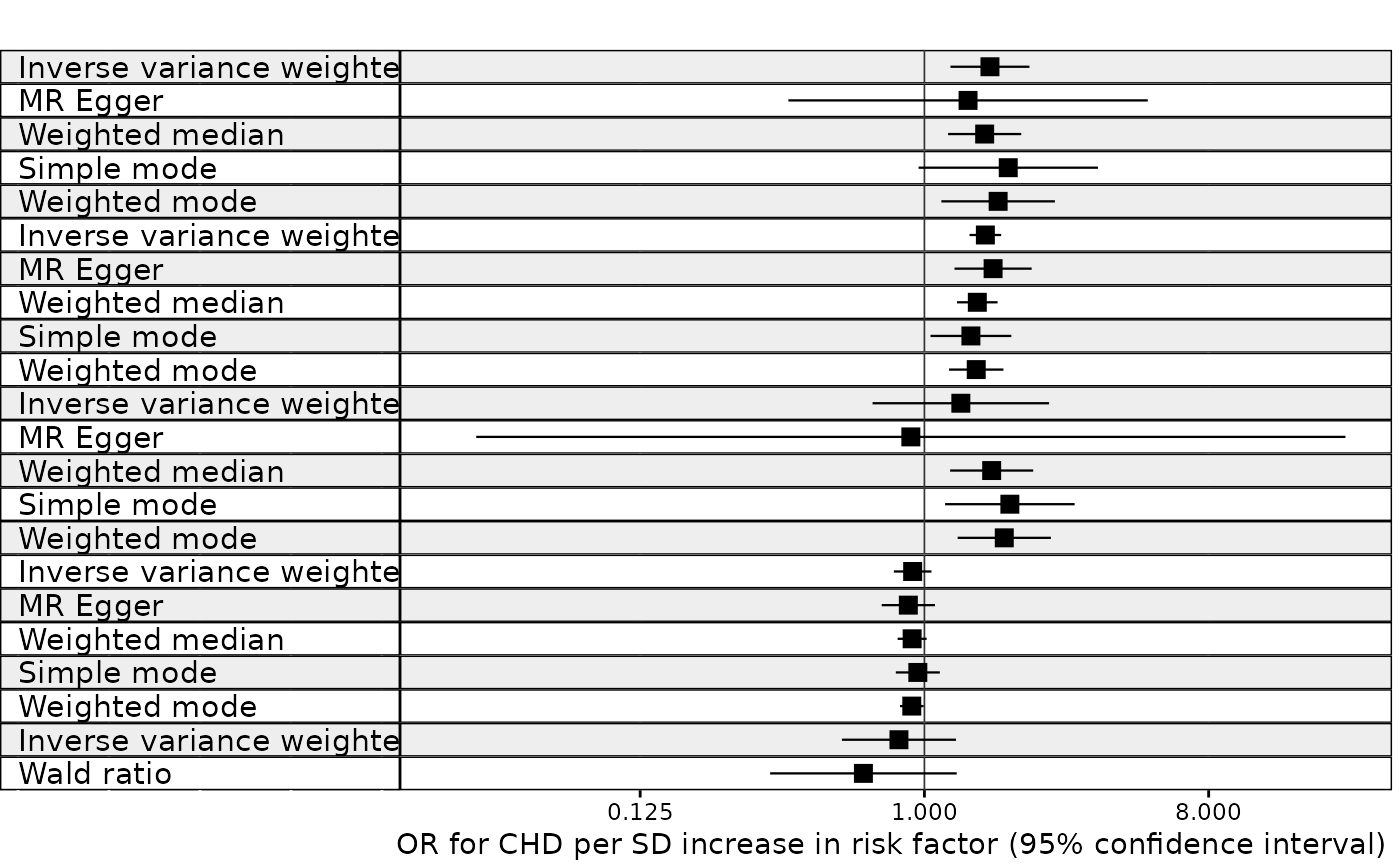 Inverse variance weighte
MR Egger
Weighted median
Simple mode
Weighted mode
Inverse variance weighte
MR Egger
Weighted median
Simple mode
Weighted mode
Inverse variance weighte
MR Egger
Weighted median
Simple mode
Weighted mode
Inverse variance weighte
MR Egger
Weighted median
Simple mode
Weighted mode
Inverse variance weighte
Wald ratio
0.125 1.000 8.000
OR for CHD per SD increase in risk factor (95% confidence interval)